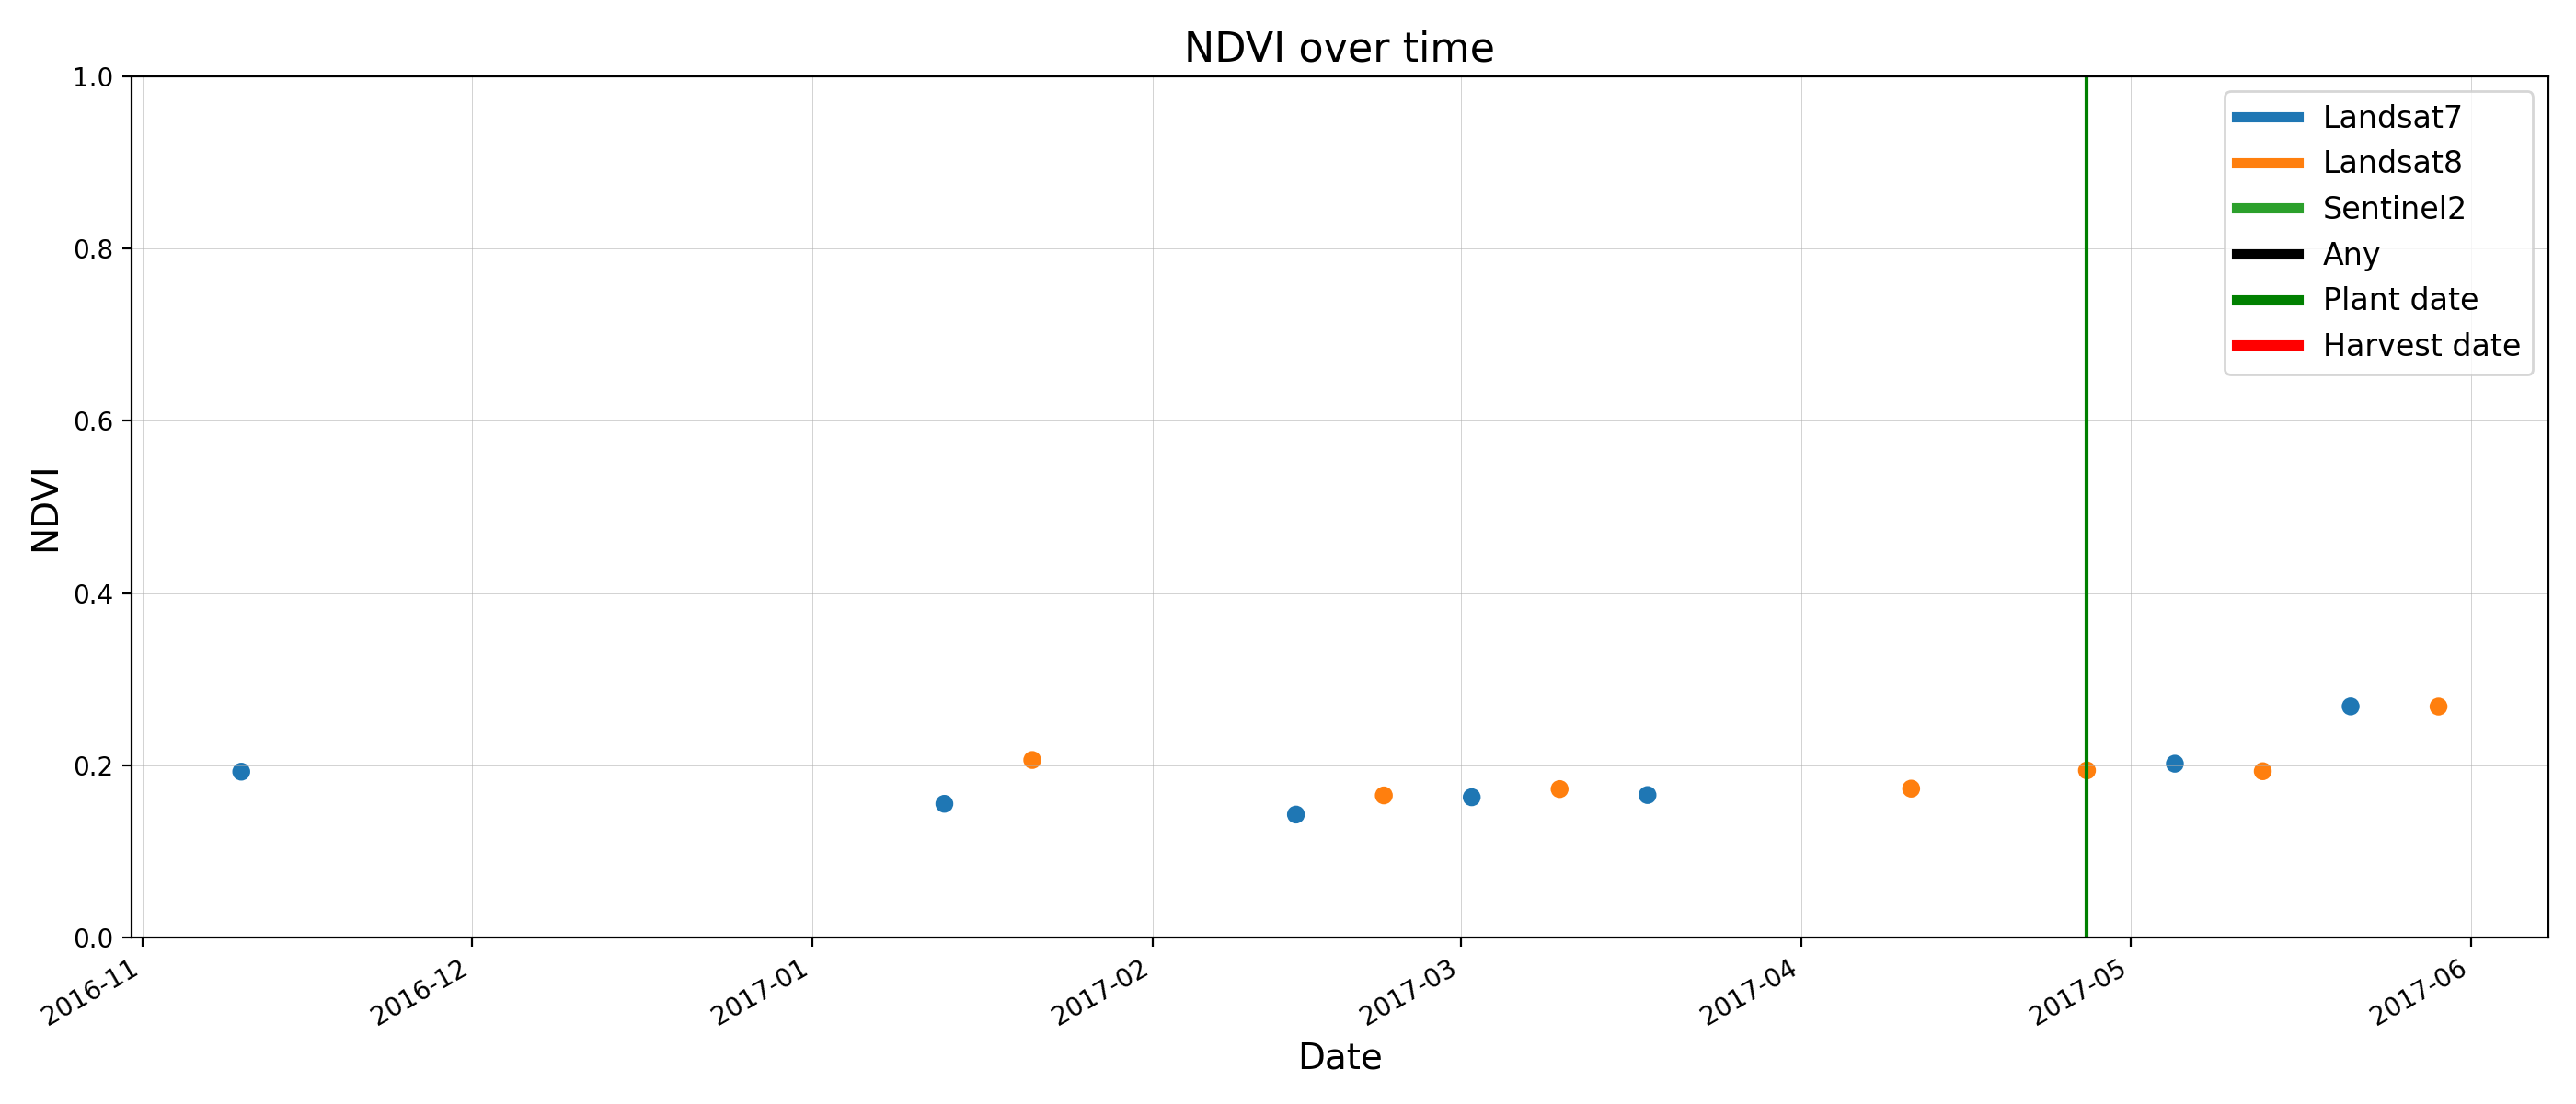 NDVI over time
1.0
0.8
0.6
0.4
0.2
0.0
NDVI
Landsat7
Landsat8
Sentinel2
Any
Plant date
Harvest date
2016-11
2016-12
2017-01
2017-02
2017-03
2017-04
2017-05
2017-06
Date